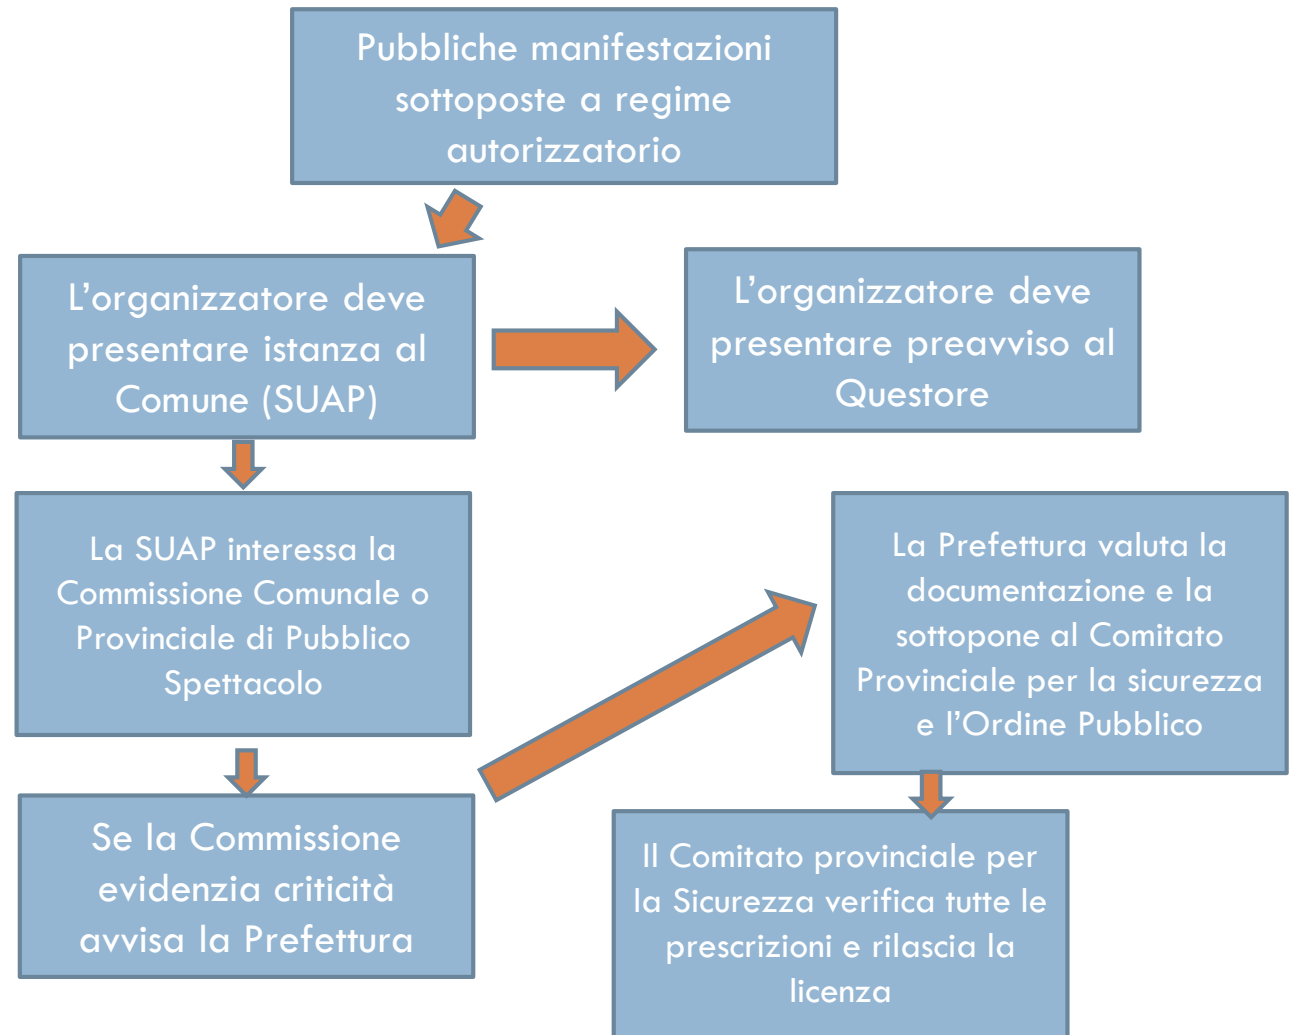 Pubbliche manifestazioni
sottoposte a regime
autorizzatorio
L'organizzatore deve
presentare istanza al
Comune (SUAP)
L'organizzatore deve
presentare preavviso al
Questore
La SUAP interessa la
Commissione Comunale o
Provinciale di Pubblico
Spettacolo
Se la Commissione
evidenzia criticità
avvisa la Prefettura
La Prefettura valuta la
documentazione e la
sottopone al Comitato
Provinciale per la sicurezza
e l'Ordine Pubblico
Il Comitato provinciale per
la Sicurezza verifica tutte le
prescrizioni e rilascia la
licenza